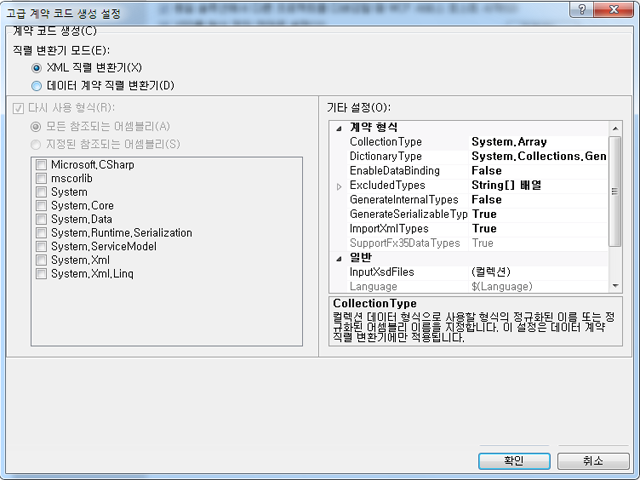 고급 계약 코드 생성 설정
계약 코드 생성(C)
직렬 변환기 모드(E):
XML 직렬 변환기(X)
데이터 계약 직렬 변환기(D)
다시 사용 형식(R):
모든 참조되는 어셈블리(A)
지정된 참조되는 어셈블리(S)
Microsoft.CSharp
mscorlib
System
System.Core
System.Data
System.Runtime.Serialization
System.ServiceModel
System.Xml
System.Xml.Linq
기타 설정(O):
계약 형식
CollectionType System.Array
DictionaryType System.Collections.Gen
EnableDataBinding False
ExcludedTypes String[] 배열
GenerateInternalTypes False
GenerateSerializableTyp True
ImportXmlTypes True
SupportFx35DataTypes True
일반
InputXsdFiles (컬렉션)
Language $(Language)
CollectionType
컬렉션 데이터 형식으로 사용할 형식의 정규화된 이름 또는 정
규화된 어셈블리 이름을 지정합니다. 이 설정은 데이터 계약
직렬 변환기에만 적용됩니다.
확인
취소